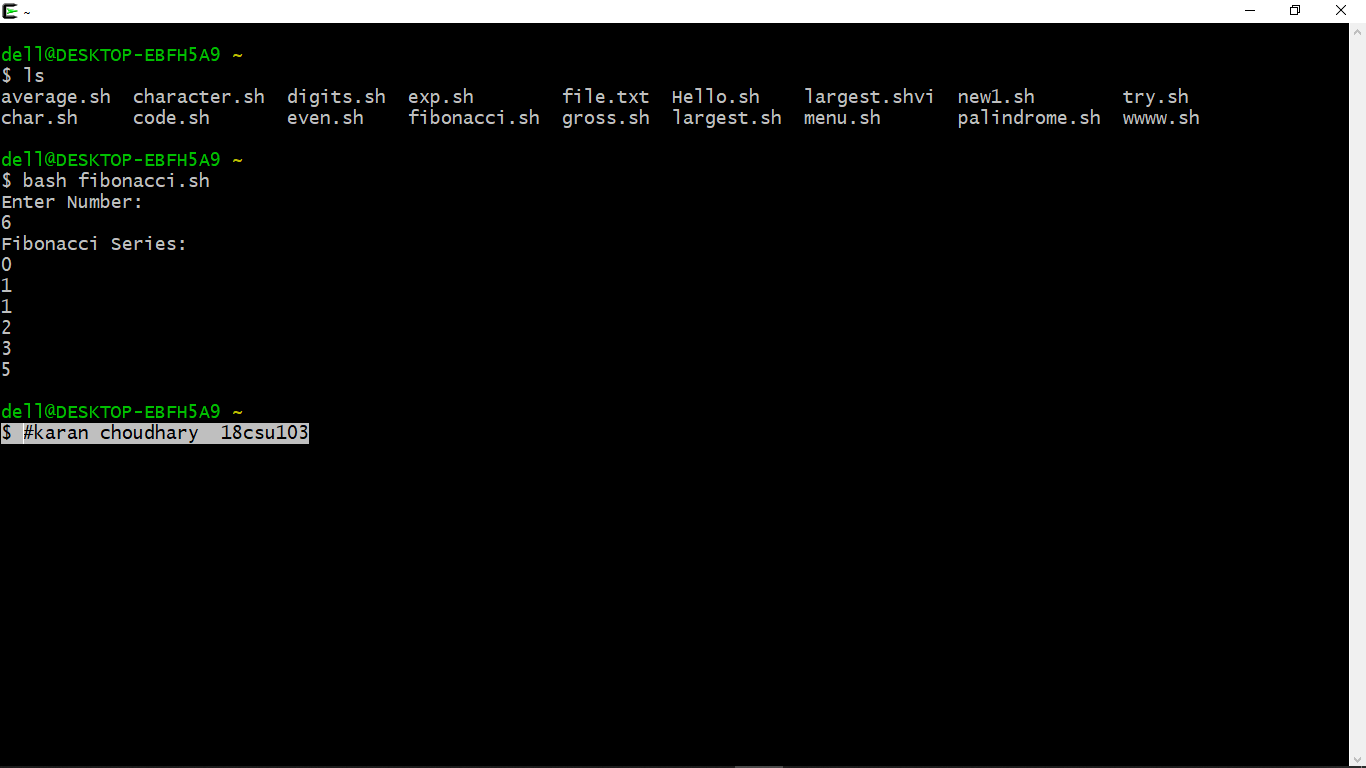 ~
dell@DESKTOP-EBFH5A9 ~
$ ls
average.sh  character.sh  digits.sh  exp.sh        file.txt  Hello.sh    largest.shvi  new1.sh        try.sh
char.sh     code.sh       even.sh    fibonacci.sh  gross.sh  largest.sh  menu.sh       palindrome.sh  wwww.sh
dell@DESKTOP-EBFH5A9 ~
$ bash fibonacci.sh
Enter Number:
6
Fibonacci Series:
0
1
1
2
3
5
dell@DESKTOP-EBFH5A9 ~
$ #karan choudhary  18csu103